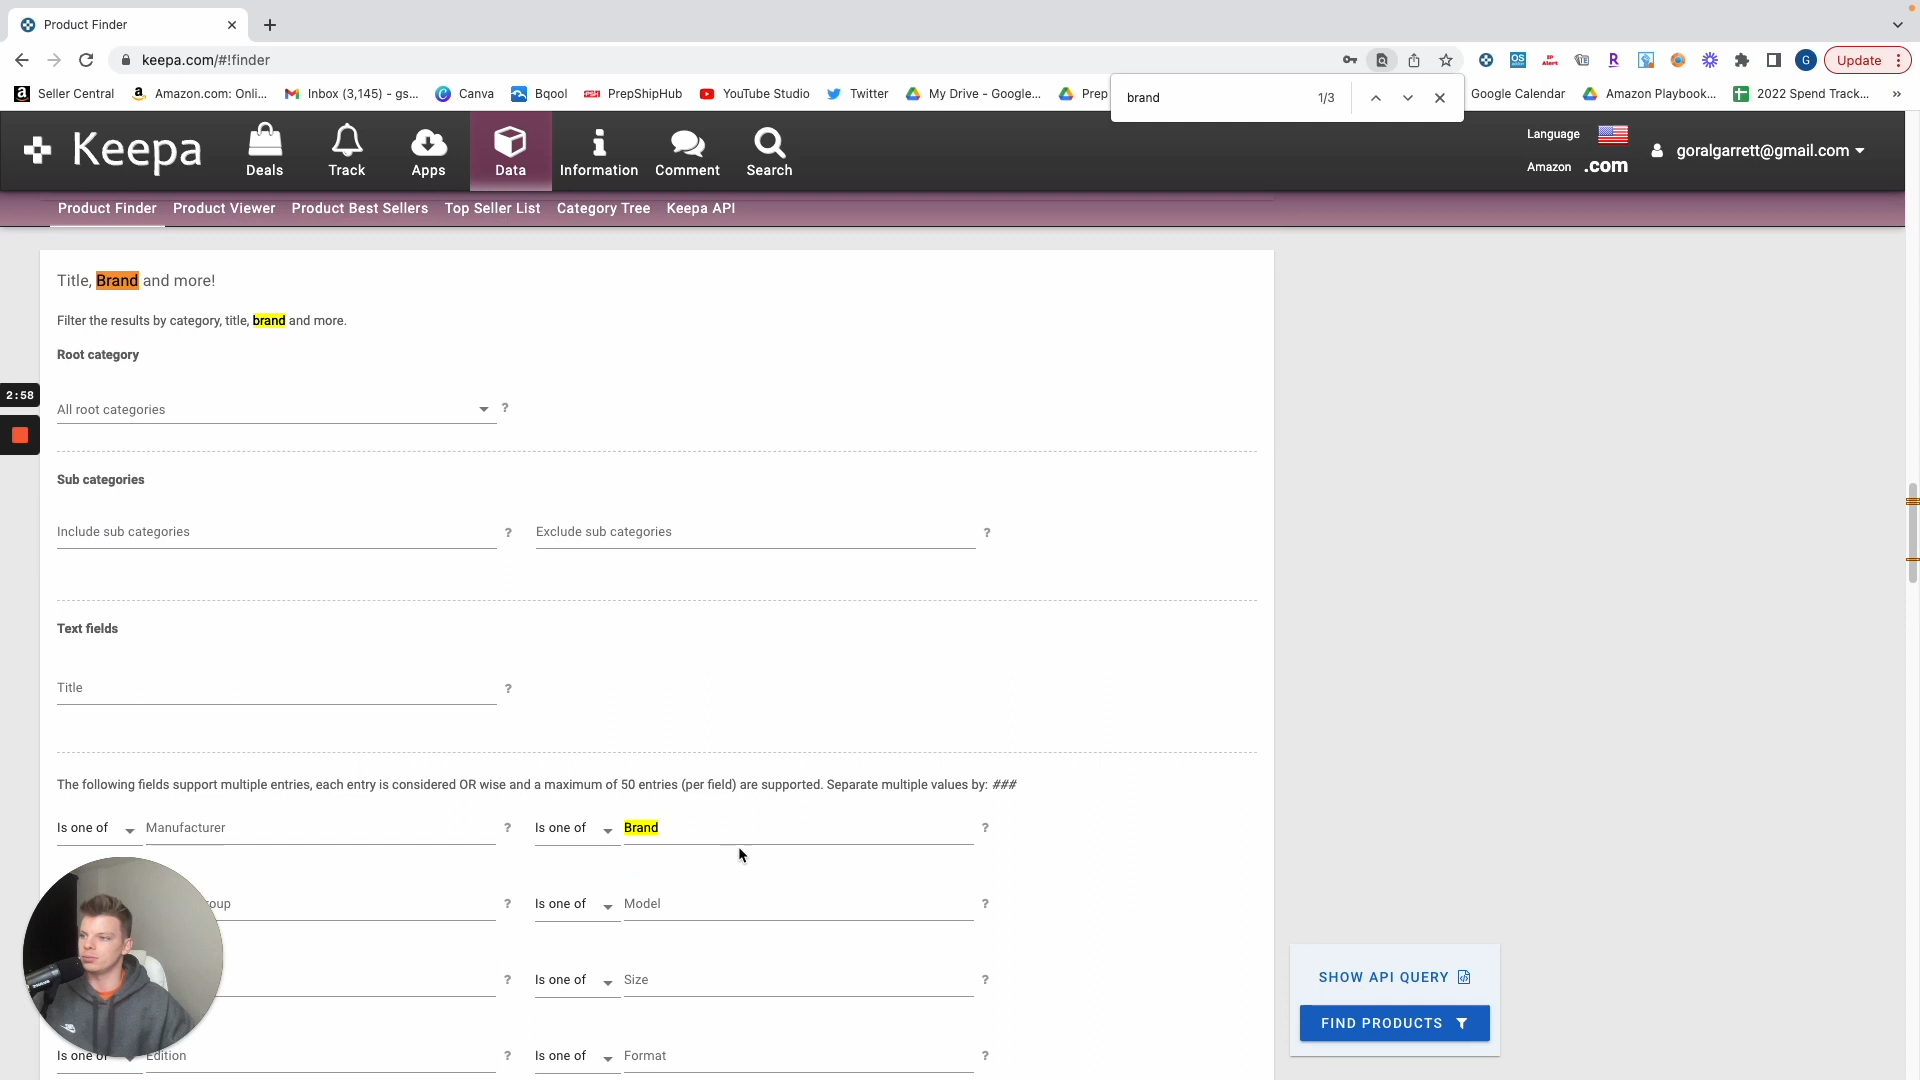 Product Finder
keepa.com/#!finder
OS
IP Alert
R
G
Update
Seller Central
Amazon.com: Onli...
Inbox (3,145) - gs...
Canva
Bqool
PrepShipHub
YouTube Studio
Twitter
My Drive - Google...
Prep
brand 1/3
Google Calendar
Amazon Playbook...
2022 Spend Track...
»
Keepa
Deals
Track
Apps
Data
Information
Comment
Search
Language
Amazon .com
goralgarrett@gmail.com
Product Finder
Product Viewer
Product Best Sellers
Top Seller List
Category Tree
Keepa API
Title, Brand and more!
Filter the results by category, title, brand and more.
Root category
2:58
All root categories ?
Sub categories
Include sub categories ? Exclude sub categories ?
Text fields
Title ?
The following fields support multiple entries, each entry is considered OR wise and a maximum of 50 entries (per field) are supported. Separate multiple values by: ###
Is one of Manufacturer ? Is one of Brand ?
oup ? Is one of Model ?
? Is one of Size ?
Is one of Edition ? Is one of Format ?
SHOW API QUERY
FIND PRODUCTS